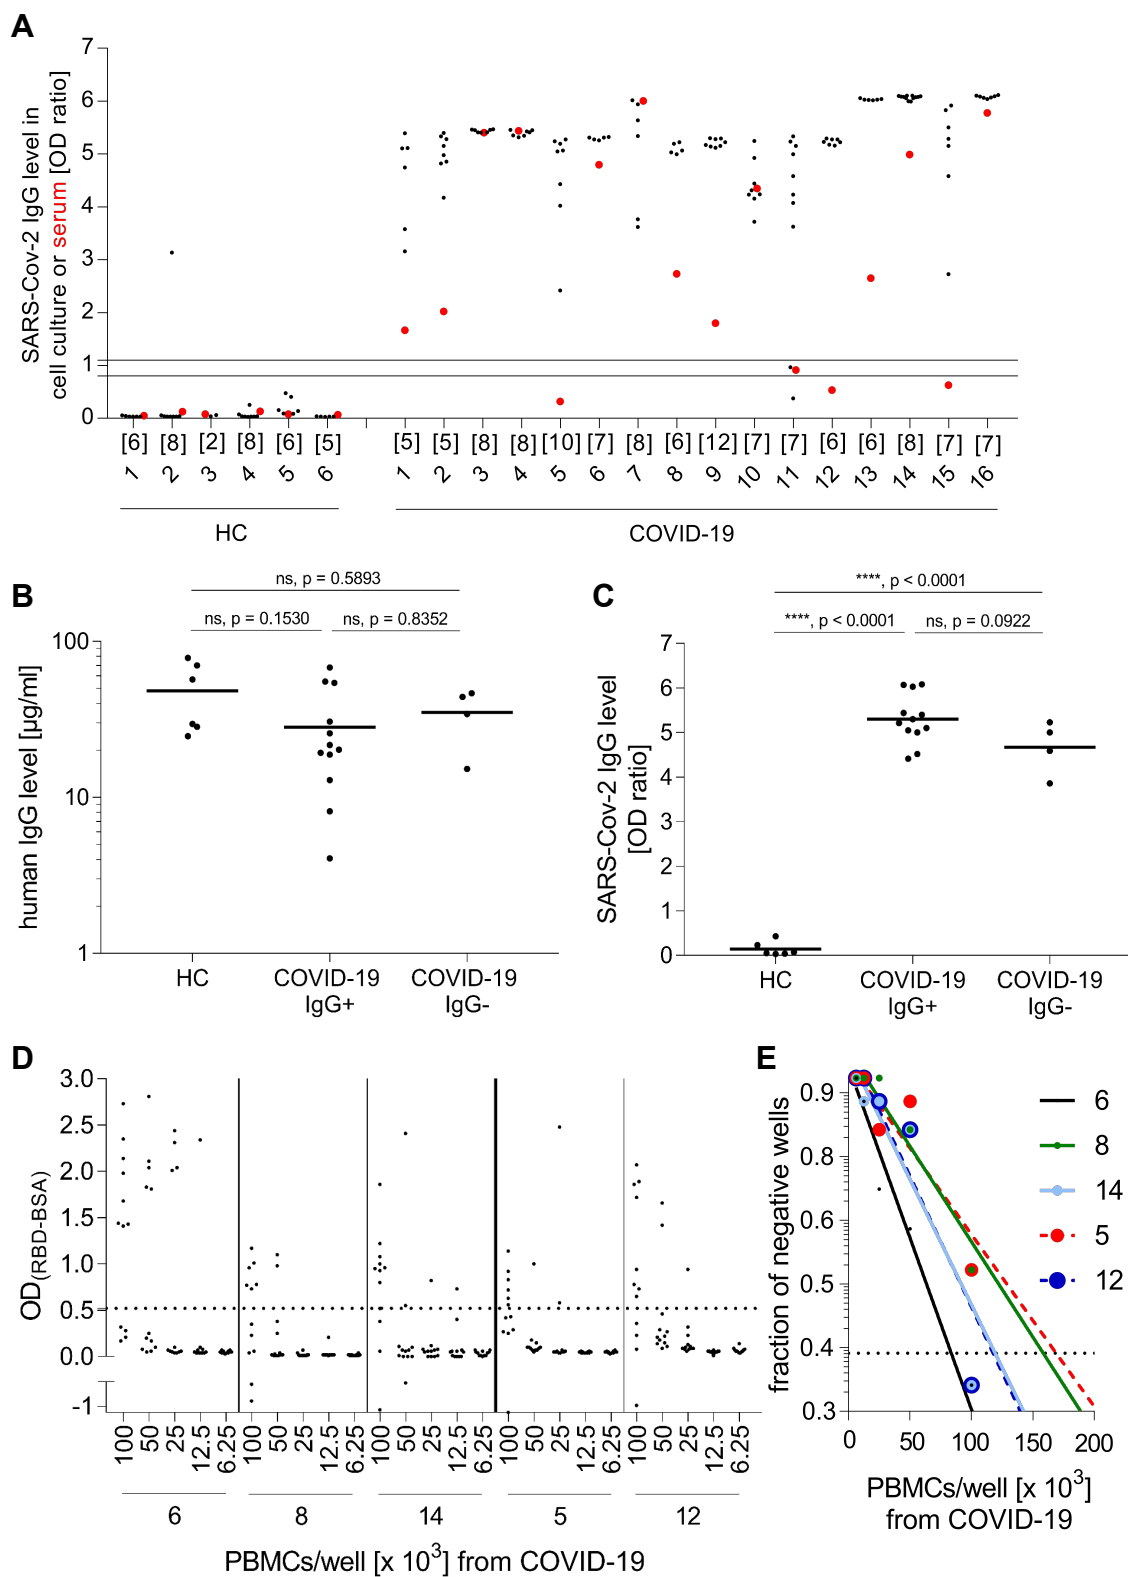 A
SARS-Cov-2 IgG level in
cell culture or serum [OD ratio]
7
6
5
4
3
2
1
0
[6] [8] [2] [8] [6] [5] [5] [5] [8] [8] [10] [7] [8] [6] [12] [7] [7] [6] [6] [8] [7] [7]
1 2 3 4 5 6 1 2 3 4 5 6 7 8 9 10 11 12 13 14 15 16
HC COVID-19
B
ns, p = 0.5893
ns, p = 0.1530 ns, p = 0.8352
human IgG level [µg/ml]
100
10
1
HC COVID-19 COVID-19
IgG+ IgG-
C
****, p < 0.0001
****, p < 0.0001 ns, p = 0.0922
SARS-Cov-2 IgG level
[OD ratio]
7
6
5
4
3
2
1
0
HC COVID-19 COVID-19
IgG+ IgG-
D
OD(RBD-BSA)
3.0
2.5
2.0
1.5
1.0
0.5
0.0
-1
100 50 25 12.5 6.25 100 50 25 12.5 6.25 100 50 25 12.5 6.25 100 50 25 12.5 6.25 100 50 25 12.5 6.25
6 8 14 5 12
PBMCs/well [x 10³] from COVID-19
E
fraction of negative wells
0.9
0.8
0.6
0.5
0.4
0.3
0 50 100 150 200
PBMCs/well [x 10³]
from COVID-19
6
8
14
5
12